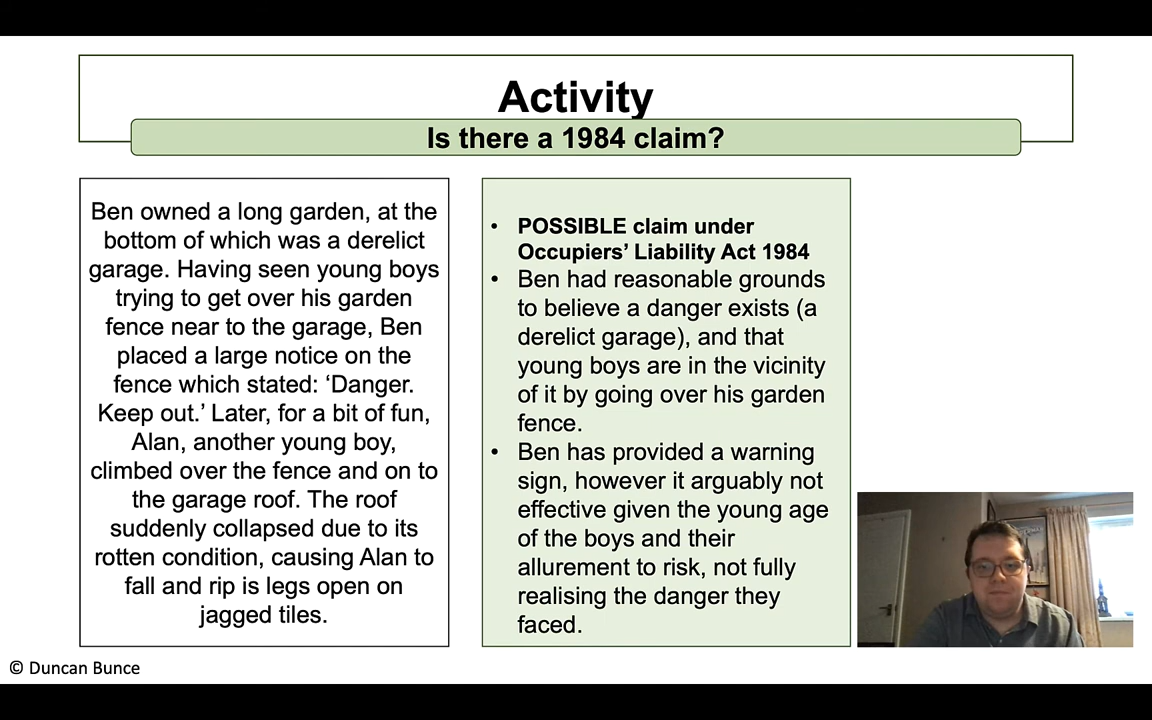 Activity
Is there a 1984 claim?
Ben owned a long garden, at the
bottom of which was a derelict
garage. Having seen young boys
trying to get over his garden
fence near to the garage, Ben
placed a large notice on the
fence which stated: ‘Danger.
Keep out.’ Later, for a bit of fun,
Alan, another young boy,
climbed over the fence and on to
the garage roof. The roof
suddenly collapsed due to its
rotten condition, causing Alan to
fall and rip is legs open on
jagged tiles.
• POSSIBLE claim under
Occupiers’ Liability Act 1984
• Ben had reasonable grounds
to believe a danger exists (a
derelict garage), and that
young boys are in the vicinity
of it by going over his garden
fence.
• Ben has provided a warning
sign, however it arguably not
effective given the young age
of the boys and their
allurement to risk, not fully
realising the danger they
faced.
© Duncan Bunce